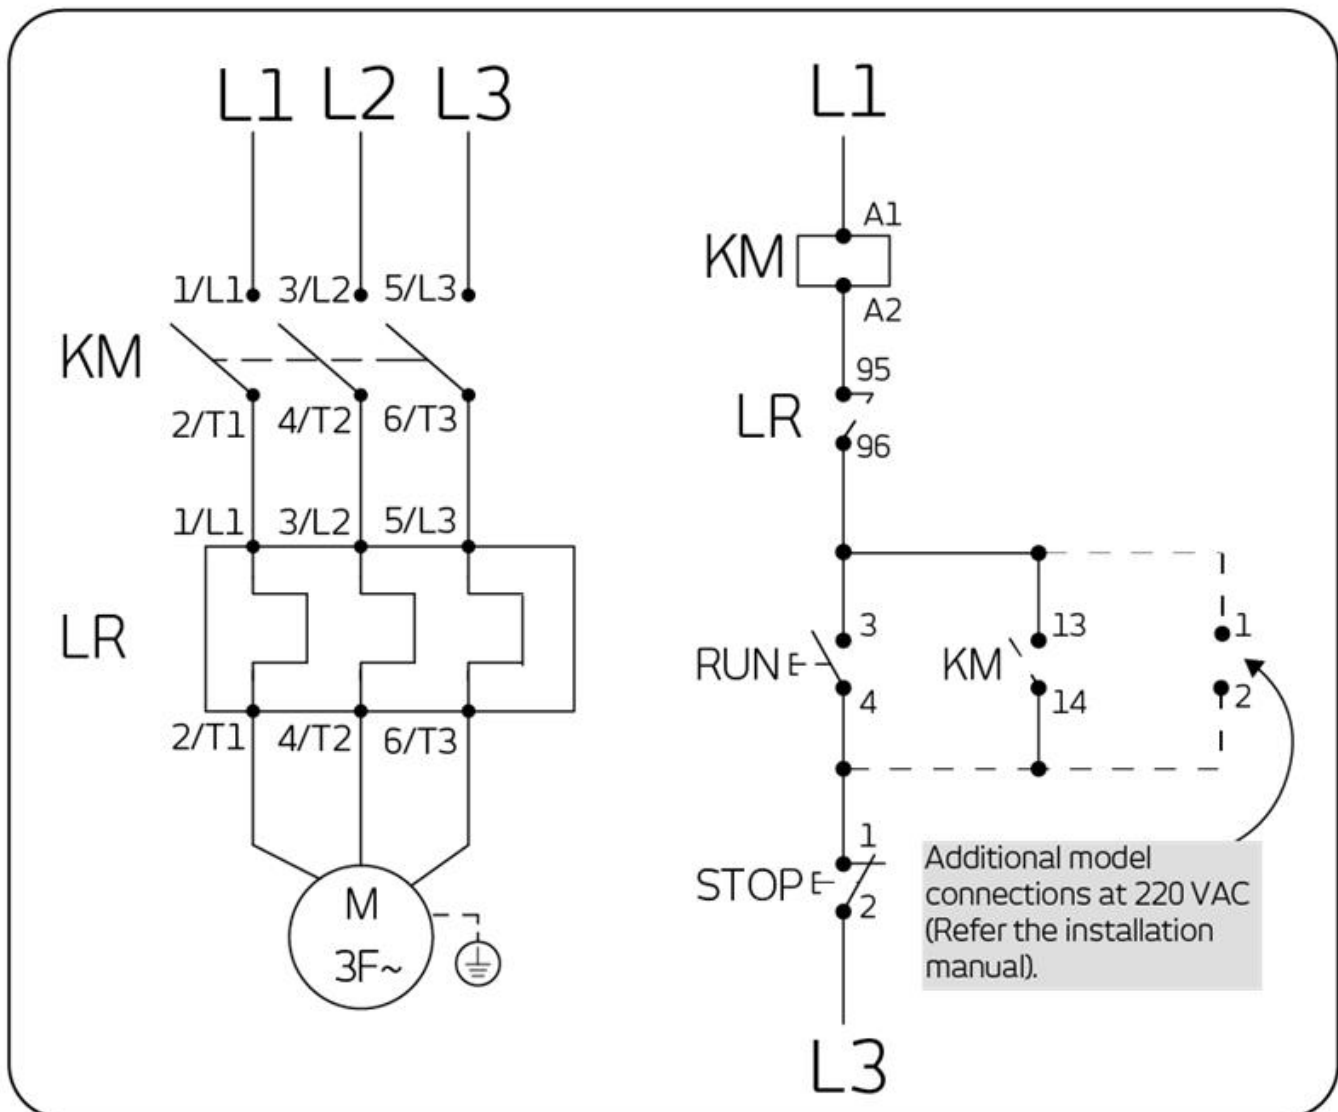 L1 L2 L3
1/L1 3/L2 5/L3
KM
2/T1 4/T2 6/T3
1/L1 3/L2 5/L3
LR
2/T1 4/T2 6/T3
M
3F~
L1
A1
KM
A2
95
LR
96
3 13 1
RUN KM
4 14 2
1
STOP
2
Additional model
connections at 220 VAC
(Refer the installation
manual).
L3